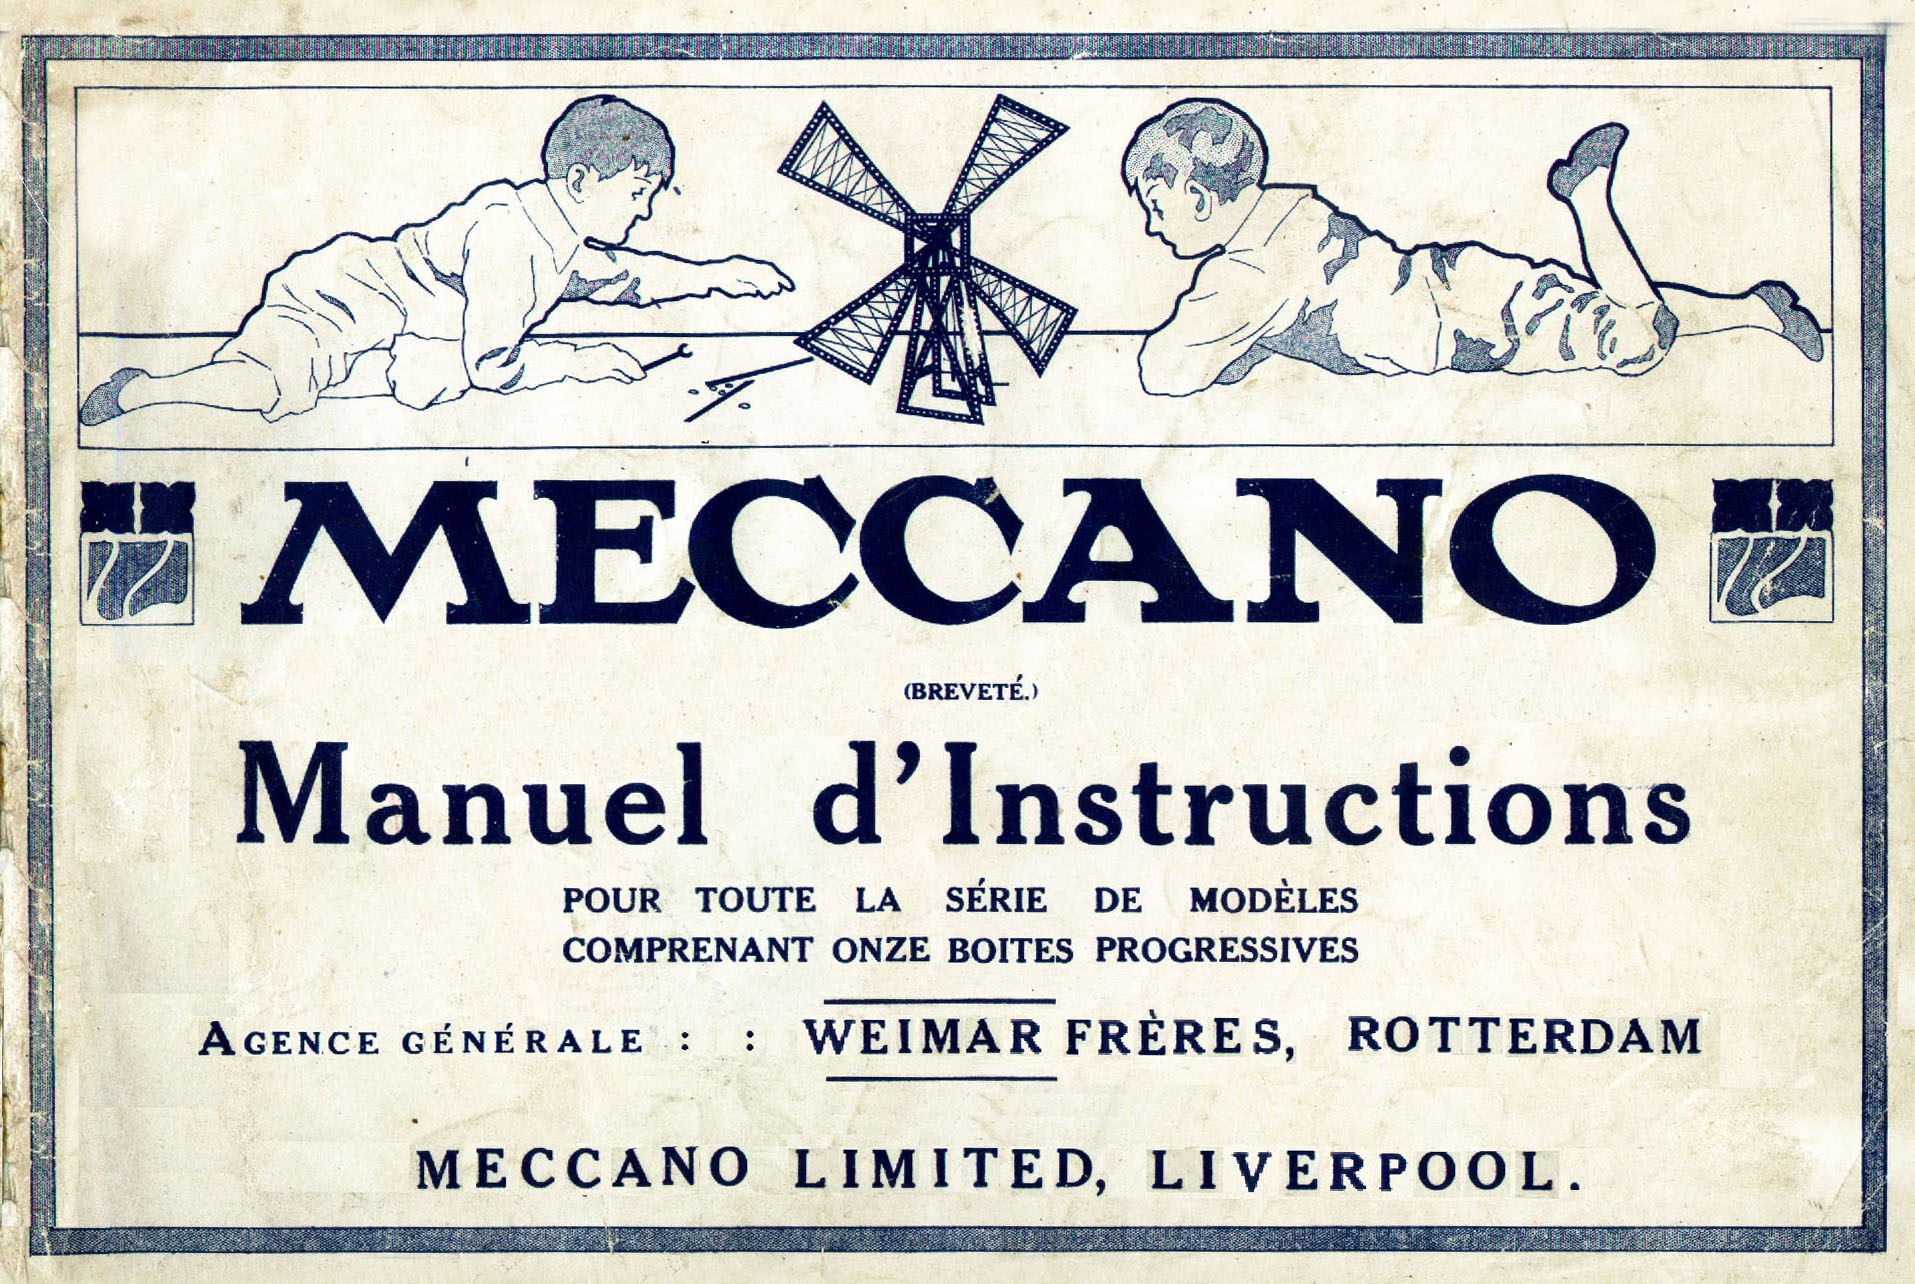 MECCANO
(BREVETÉ.)
Manuel d'Instructions
POUR TOUTE LA SÉRIE DE MODÈLES
COMPRENANT ONZE BOITES PROGRESSIVES
AGENCE GÉNÉRALE : : WEIMAR FRÈRES, ROTTERDAM
MECCANO LIMITED, LIVERPOOL.